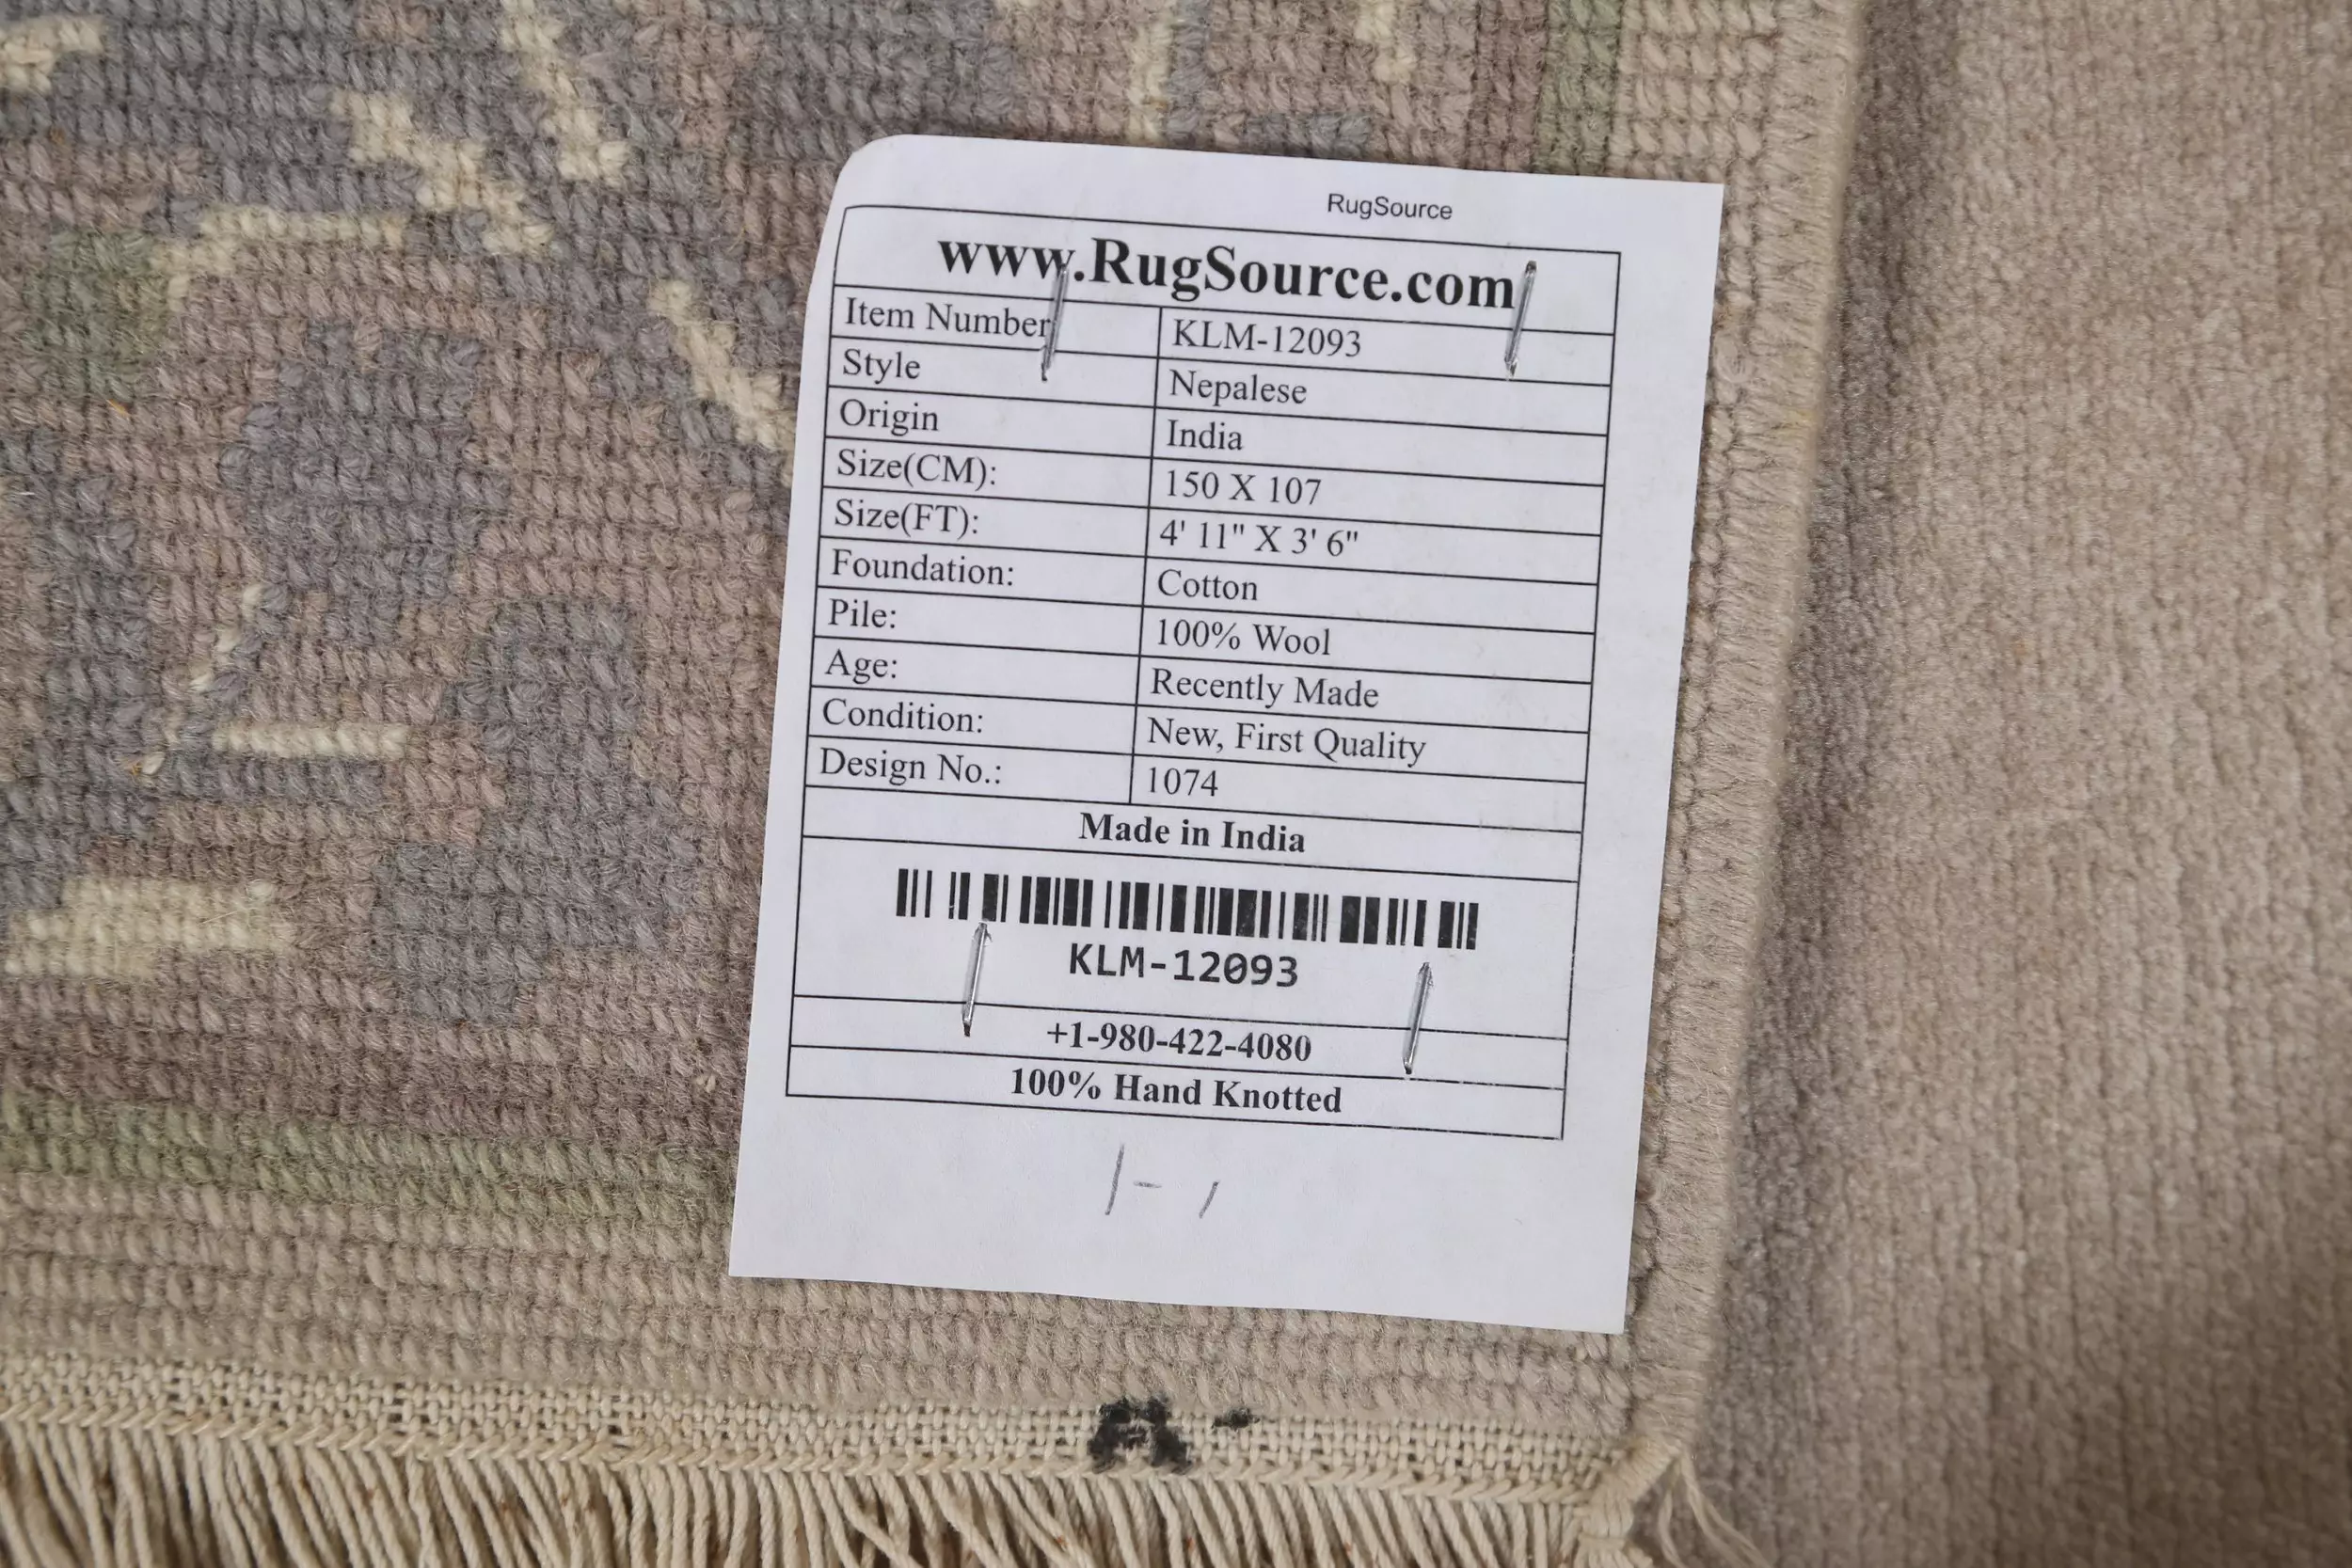 RugSource
www.RugSource.com
Item Number KLM-12093
Style Nepalese
Origin India
Size(CM): 150 X 107
Size(FT): 4' 11" X 3' 6"
Foundation: Cotton
Pile: 100% Wool
Age: Recently Made
Condition: New, First Quality
Design No.: 1074
Made in India
KLM-12093
+1-980-422-4080
100% Hand Knotted
A-